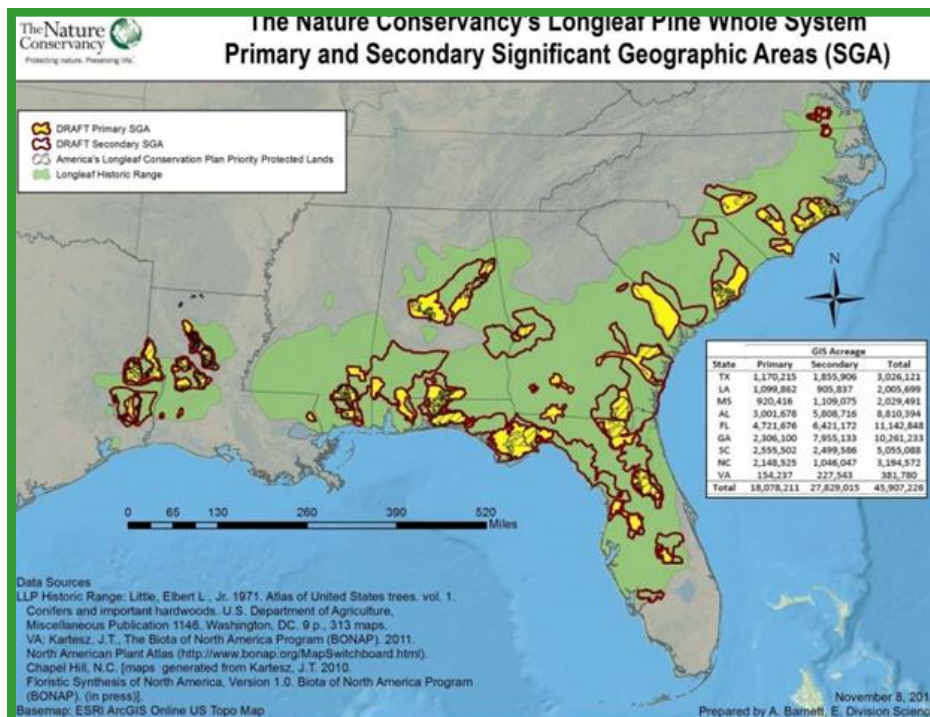 The Nature Conservancy's Longleaf Pine Whole System
Primary and Secondary Significant Geographic Areas (SGA)
The Nature
Conservancy
Protecting nature. Preserving life.
DRAFT Primary SGA
DRAFT Secondary SGA
America's Longleaf Conservation Plan Priority Protected Lands
Longleaf Historic Range
N
GIS Acreage
State Primary Secondary Total
TX 1,170,215 1,855,906 3,026,121
LA 1,099,862 905,837 2,005,699
MS 920,416 1,109,075 2,029,491
AL 3,001,678 5,808,716 8,810,394
FL 4,721,676 6,421,172 11,142,848
GA 2,306,100 7,955,133 10,261,233
SC 2,555,502 2,499,586 5,055,088
NC 2,148,525 1,046,047 3,194,572
VA 154,237 227,543 381,780
Total 18,078,211 27,829,015 45,907,226
0 65 130 260 390 520
Miles
Data Sources
LLP Historic Range: Little, Elbert L., Jr. 1971. Atlas of United States trees. vol. 1.
Conifers and important hardwoods. U.S. Department of Agriculture,
Miscellaneous Publication 1146. Washington, DC. 9 p., 313 maps.
VA: Kartesz, J.T., The Biota of North America Program (BONAP). 2011.
North American Plant Atlas (http://www.bonap.org/MapSwitchboard.html).
Chapel Hill, N.C. [maps generated from Kartesz, J.T. 2010.
Floristic Synthesis of North America, Version 1.0. Biota of North America Program
(BONAP). (in press)].
Basemap: ESRI ArcGIS Online US Topo Map
November 8, 201
Prepared by A. Barnett, E. Division Scienc